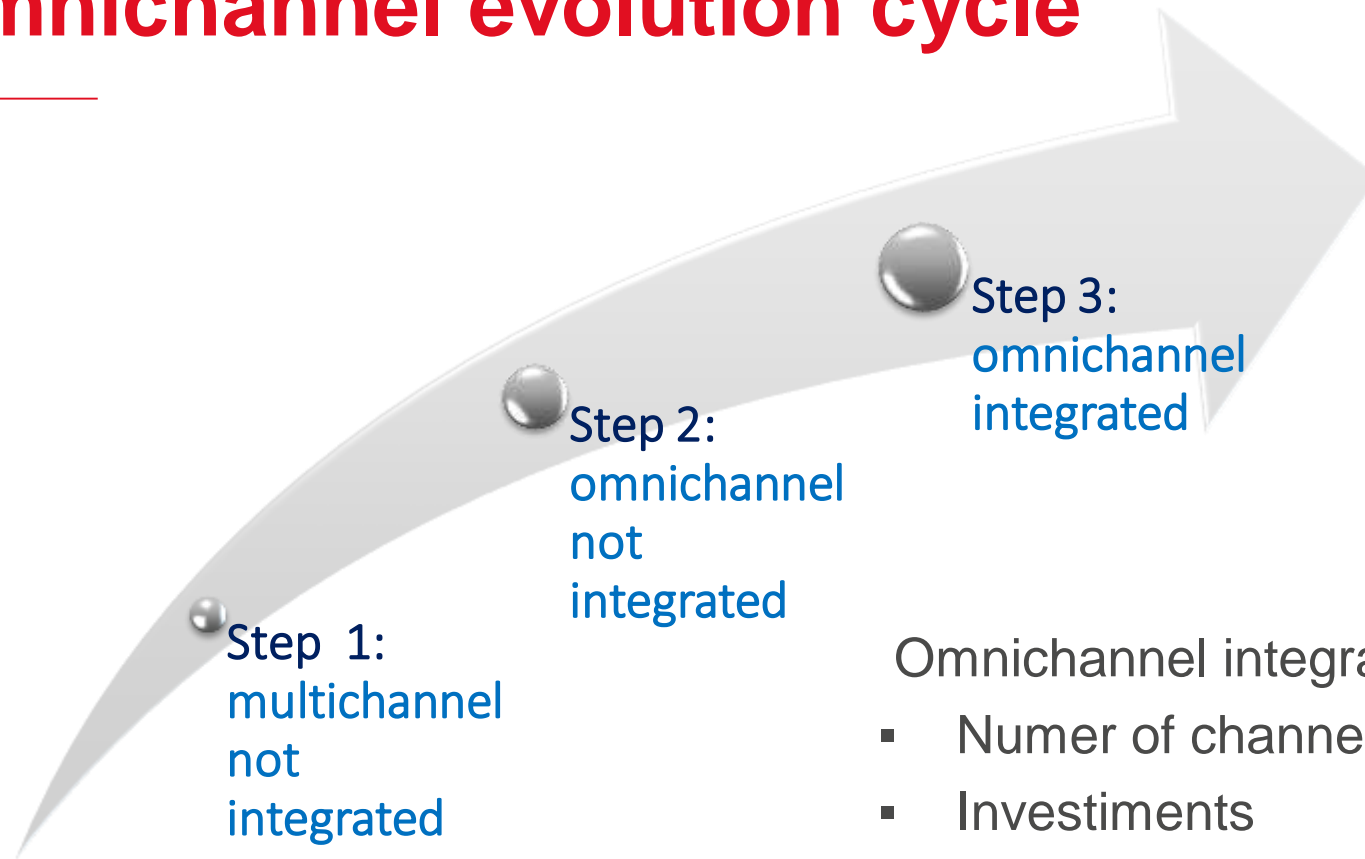 mnichannel evolution cycle
Step 3:
omnichannel
integrated
Step 2:
omnichannel
not
integrated
Step 1:
multichannel
not
integrated
Omnichannel integra
Numer of channe
Investiments